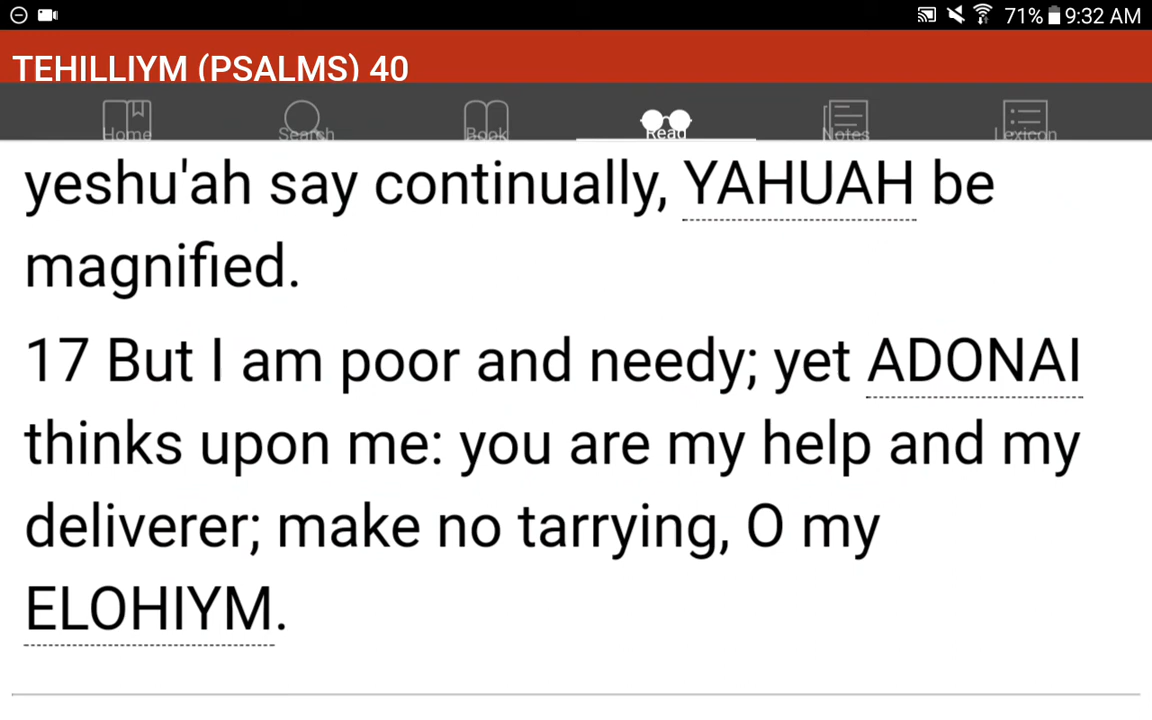 71% 9:32 AM
TEHILLIYM (PSALMS) 40
Home Search Book Read Notes Lexicon
yeshu'ah say continually, YAHUAH be
magnified.
17 But I am poor and needy; yet ADONAI
thinks upon me: you are my help and my
deliverer; make no tarrying, O my
ELOHIYM.